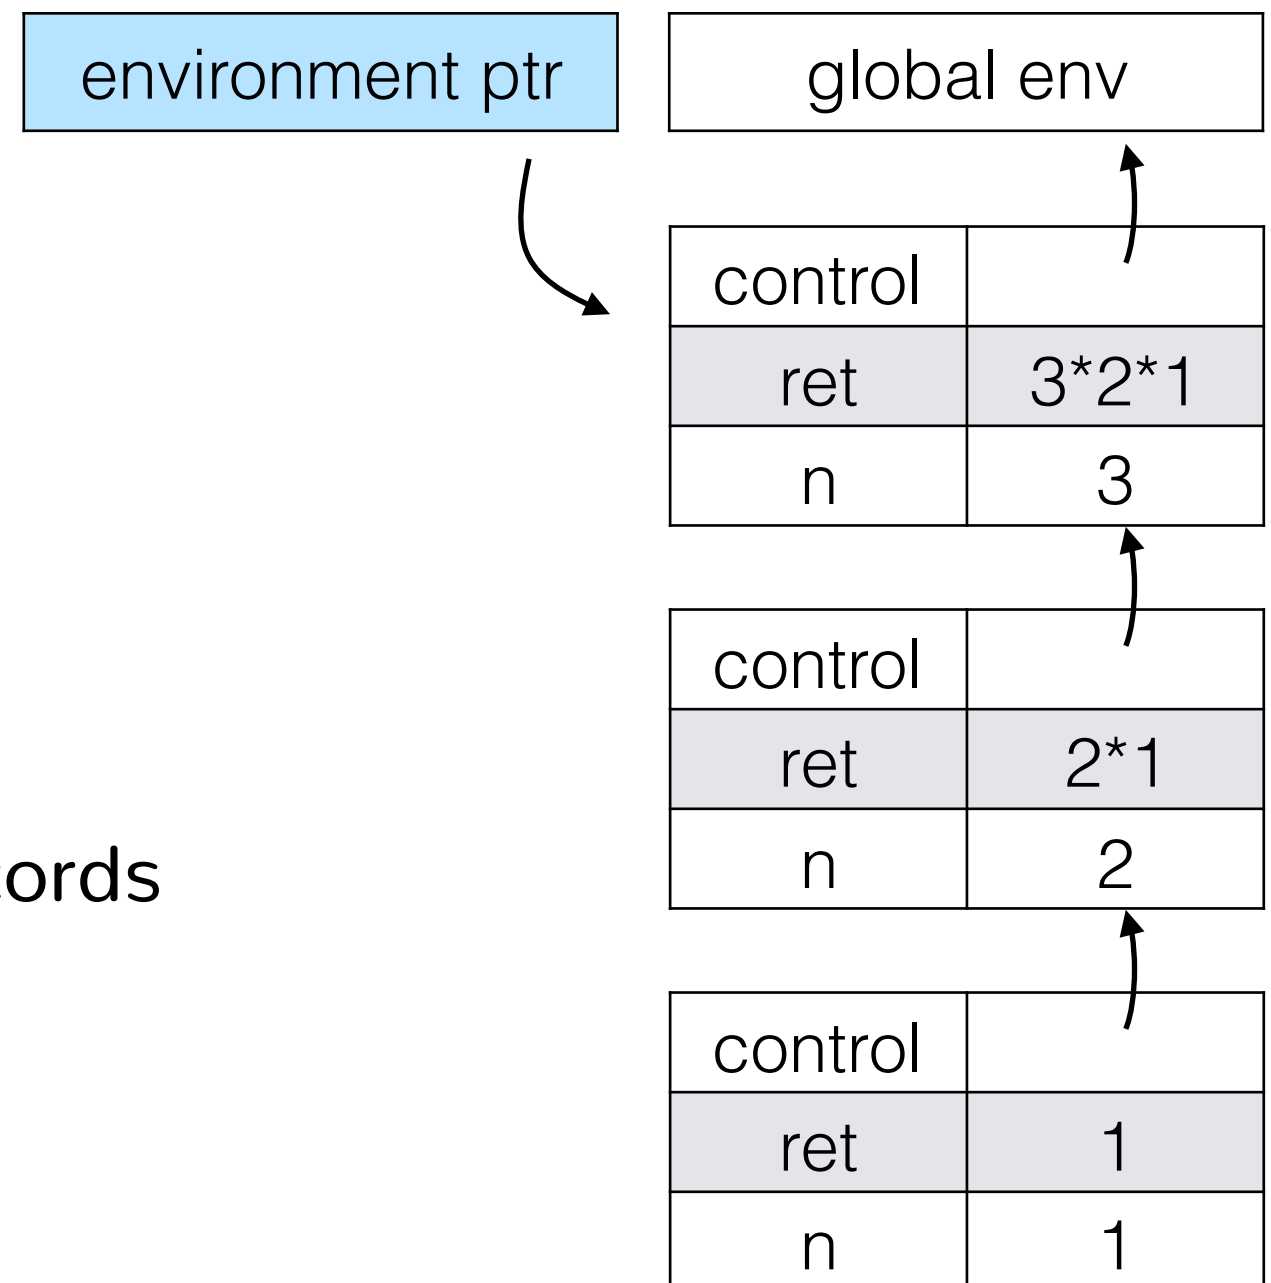 environment ptr
global env
control
ret 3*2*1
n 3
control
ret 2*1
n 2
control
ret 1
n 1